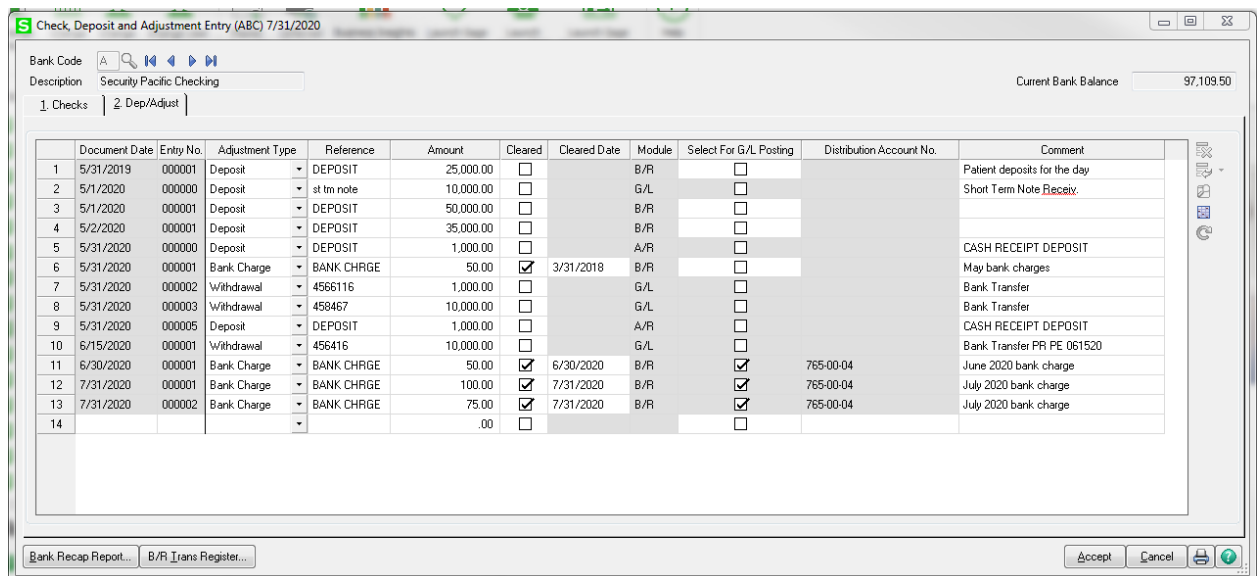 S Check, Deposit and Adjustment Entry (ABC) 7/31/2020
Bank Code A
Description Security Pacific Checking Current Bank Balance 97,109.50
1. Checks 2. Dep/Adjust
Document Date Entry No. Adjustment Type Reference Amount Cleared Cleared Date Module Select For G/L Posting Distribution Account No. Comment
1 5/31/2019 000001 Deposit DEPOSIT 25,000.00 B/R Patient deposits for the day
2 5/1/2020 000000 Deposit st tm note 10,000.00 G/L Short Term Note Receiv.
3 5/1/2020 000001 Deposit DEPOSIT 50,000.00 B/R
4 5/2/2020 000001 Deposit DEPOSIT 35,000.00 B/R
5 5/31/2020 000000 Deposit DEPOSIT 1,000.00 A/R CASH RECEIPT DEPOSIT
6 5/31/2020 000001 Bank Charge BANK CHRGE 50.00 3/31/2018 B/R May bank charges
7 5/31/2020 000002 Withdrawal 4566116 1,000.00 G/L Bank Transfer
8 5/31/2020 000003 Withdrawal 458467 10,000.00 G/L Bank Transfer
9 5/31/2020 000005 Deposit DEPOSIT 1,000.00 A/R CASH RECEIPT DEPOSIT
10 6/15/2020 000001 Withdrawal 456416 10,000.00 G/L Bank Transfer PR PE 061520
11 6/30/2020 000001 Bank Charge BANK CHRGE 50.00 6/30/2020 B/R 765-00-04 June 2020 bank charge
12 7/31/2020 000001 Bank Charge BANK CHRGE 100.00 7/31/2020 B/R 765-00-04 July 2020 bank charge
13 7/31/2020 000002 Bank Charge BANK CHRGE 75.00 7/31/2020 B/R 765-00-04 July 2020 bank charge
14 .00
Bank Recap Report... B/R Trans Register... Accept Cancel ?